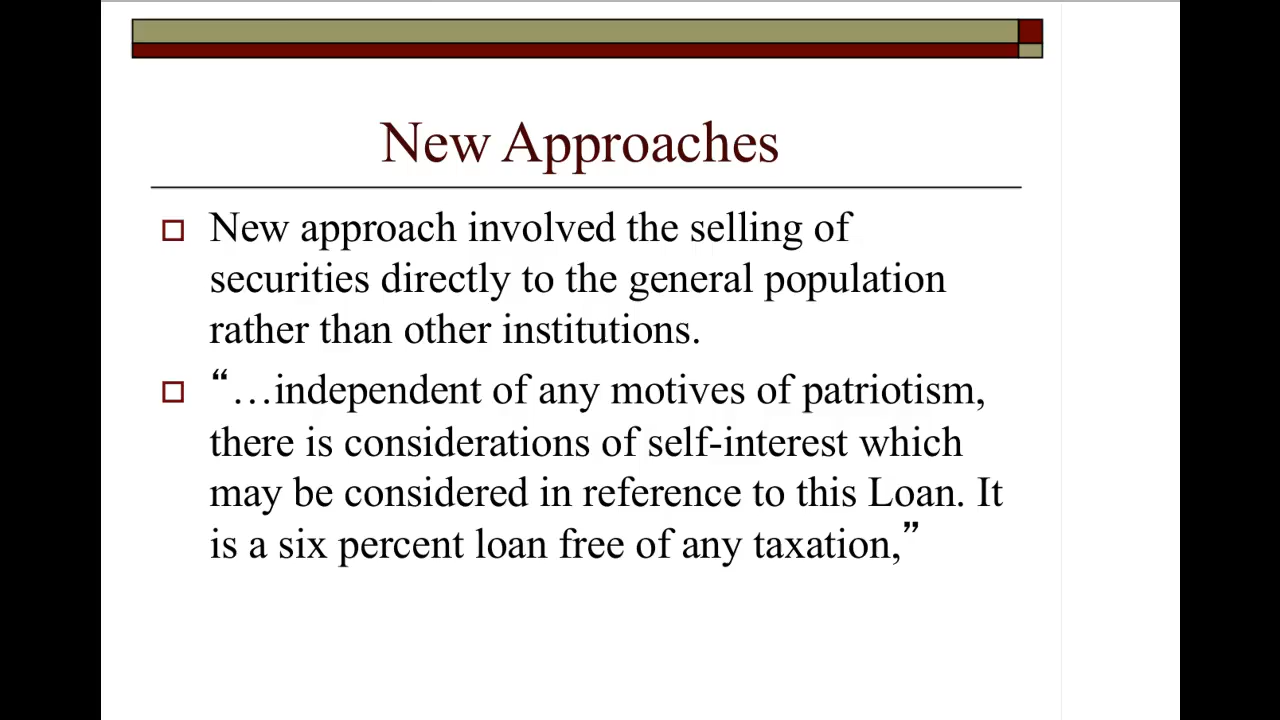 New Approaches
New approach involved the selling of
securities directly to the general population
rather than other institutions.
“…independent of any motives of patriotism,
there is considerations of self-interest which
may be considered in reference to this Loan. It
is a six percent loan free of any taxation,”